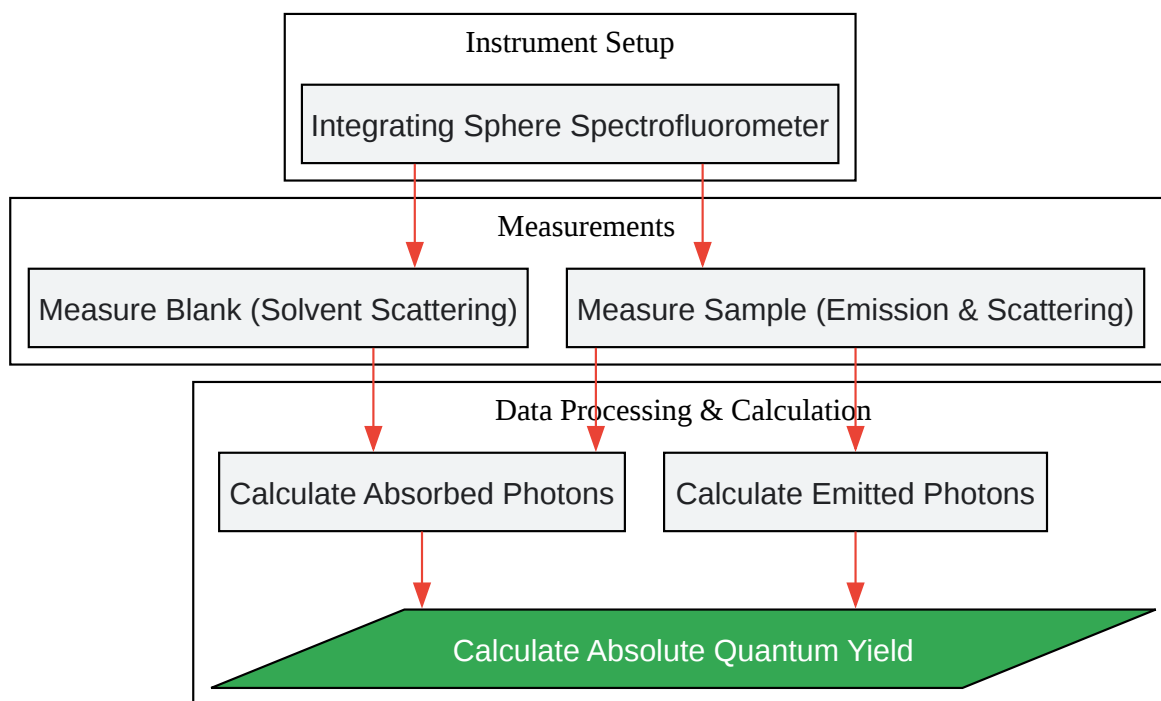 Instrument Setup
Integrating Sphere Spectrofluorometer
Measurements
Measure Blank (Solvent Scattering)
Measure Sample (Emission & Scattering)
Data Processing & Calculation
Calculate Absorbed Photons
Calculate Emitted Photons
Calculate Absolute Quantum Yield